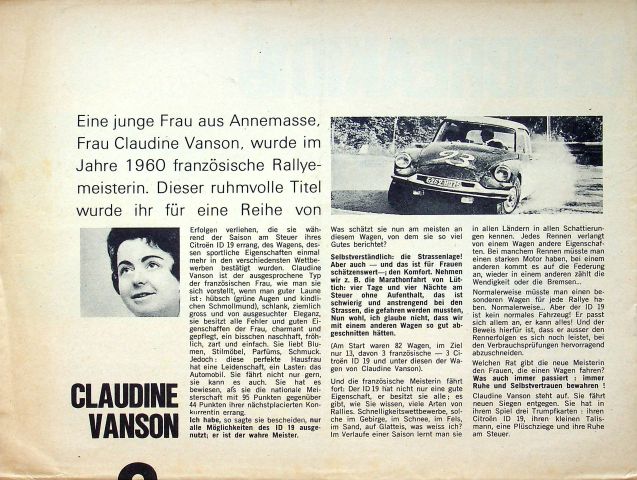 Eine junge Frau aus Annemasse,
Frau Claudine Vanson, wurde im
Jahre 1960 französische Rallye-
meisterin. Dieser ruhmvolle Titel
wurde ihr für eine Reihe von
Erfolgen verliehen, die sie wäh-
rend der Saison am Steuer ihres
Citroën ID 19 errang, des Wagens, des-
sen sportliche Eigenschaften einmal
mehr in den verschiedensten Wettbe-
werben bestätigt wurden. Claudine
Vanson ist der ausgesprochene Typ
der französischen Frau, wie man sie
sich vorstellt, wenn man guter Laune
ist : hübsch (grüne Augen und kindli-
chen Schmollmund), schlank, ziemlich
gross und von ausgesuchter Eleganz,
sie besitzt alle Fehler und guten Ei-
genschaften der Frau, charmant und
gepflegt, ein bisschen naschhaft, fröh-
lich, zart und einfach. Sie liebt Blu-
men, Stilmöbel, Parfüms, Schmuck.
Jedoch : diese perfekte Hausfrau
hat eine Leidenschaft, ein Laster: das
Automobil. Sie fährt nicht nur gern,
sie kann es auch. Sie hat es
bewiesen, als sie die nationale Mei-
sterschaft mit 95 Punkten gegenüber
44 Punkten ihrer nächstplacierten Kon-
kurrentin errang.
Ich habe, so sagte sie bescheiden, nur
alle Möglichkeiten des ID 19 ausge-
nutzt; er ist der wahre Meister.
CLAUDINE
VANSON
Was schätzt sie nun am meisten an
diesem Wagen, von dem sie so viel
Gutes berichtet?
Selbstverständlich: die Strassenlage!
Aber auch — und das ist für Frauen
schätzenswert —; den Komfort. Nehmen
wir z. B. die Marathonfahrt von Lüt-
tich: vier Tage und vier Nächte am
Steuer ohne Aufenthalt, das ist
schwierig und anstrengend bei den
Strassen, die gefahren werden mussten,
Nun wohl, ich glaube nicht, dass wir
mit einem anderen Wagen so gut ab-
geschnitten hätten.
(Am Start waren 82 Wagen, im Ziel
nur 13, davon 3 französische — 3 Ci-
troën ID 19 und darunter der Wa-
gen von Claudine Vanson).
Und die französische Meisterin fährt
fort: Der ID 19 hat nicht nur eine gute
Eigenschaft, er besitzt sie alle; es
gibt, wie Sie wissen, viele Arten von
Rallies. Schnelligkeitswettbewerbe, sol-
che im Gebirge, im Schnee, im Fels,
im Sand, auf Glatteis, was weiss ich?
Im Verlaufe einer Saison lernt man sie
in allen Ländern in allen Schattierun-
gen kennen. Jedes Rennen verlangt
von einem Wagen andere Eigenschaf-
ten. Bei manchem Rennen müsste man
einen starken Motor haben, bei einem
anderen kommt es auf die Federung
an, wieder in einem anderen zählt die
Wendigkeit oder die Bremsen...
Normalerweise müsste man einen be-
sonderen Wagen für jede Rallye ha-
ben. Normalerweise... Aber der ID 19
ist kein normales Fahrzeug! Er passt
sich allem an, er kann alles! Und der
Beweis hierfür ist, dass er ausser den
Rennerfolgen es sich noch leistet, bei
den Verbrauchsprüfungen hervorragend
abzuschneiden.
Welchen Rat gibt die neue Meisterin
den Frauen, die einen Wagen fahren?
Was auch immer passiert : immer
Ruhe und Selbstvertrauen bewahren !
Claudine Vanson steht auf. Sie fährt
neuen Siegen entgegen. Sie hat in
ihrem Spiel drei Trumpfkarten : ihren
Citroën ID 19, ihren kleinen Talis-
mann, eine Plüschziege und ihre Ruhe
am Steuer.